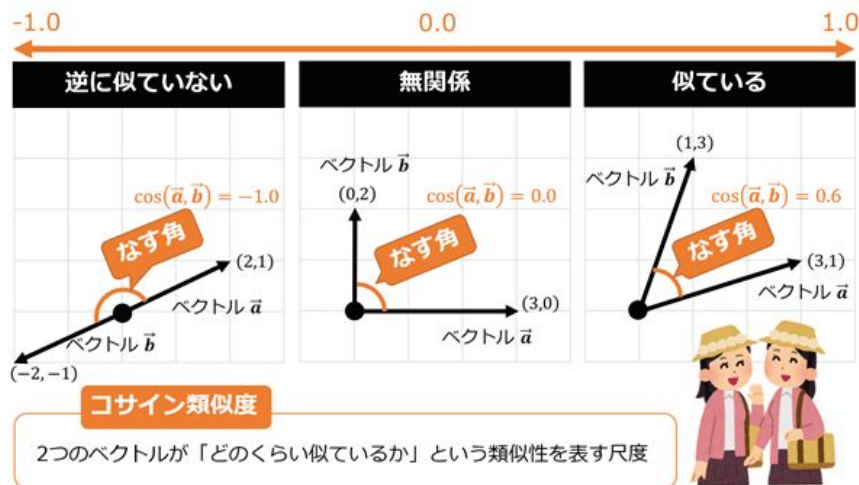 -1.0
0.0
1.0
逆に似ていない
無関係
似ている
cos(a⃗, b⃗) = −1.0
なす角
(2,1)
ベクトル a⃗
ベクトル b⃗
(−2, −1)
ベクトル b⃗
(0,2)
cos(a⃗, b⃗) = 0.0
なす角
(3,0)
ベクトル a⃗
(1,3)
ベクトル b⃗
cos(a⃗, b⃗) = 0.6
なす角
(3,1)
ベクトル a⃗
コサイン類似度
2つのベクトルが「どのくらい似ているか」という類似性を表す尺度